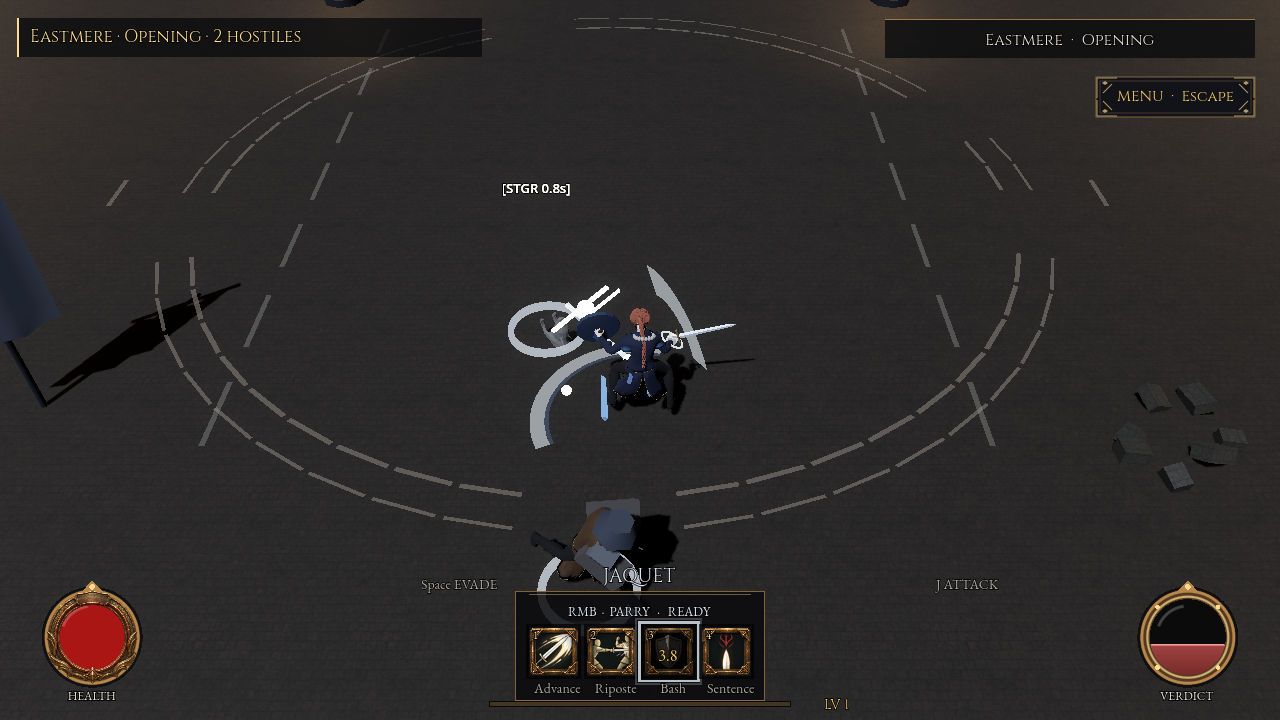 Eastmere · Opening · 2 hostiles
Eastmere · Opening
MENU · Escape
[STGR 0.8s]
Space EVADE
J ATTACK
JAQUET
RMB · PARRY · READY
2 3 4
3.8
Advance Riposte Bash Sentence
HEALTH
VERDICT
LV 1